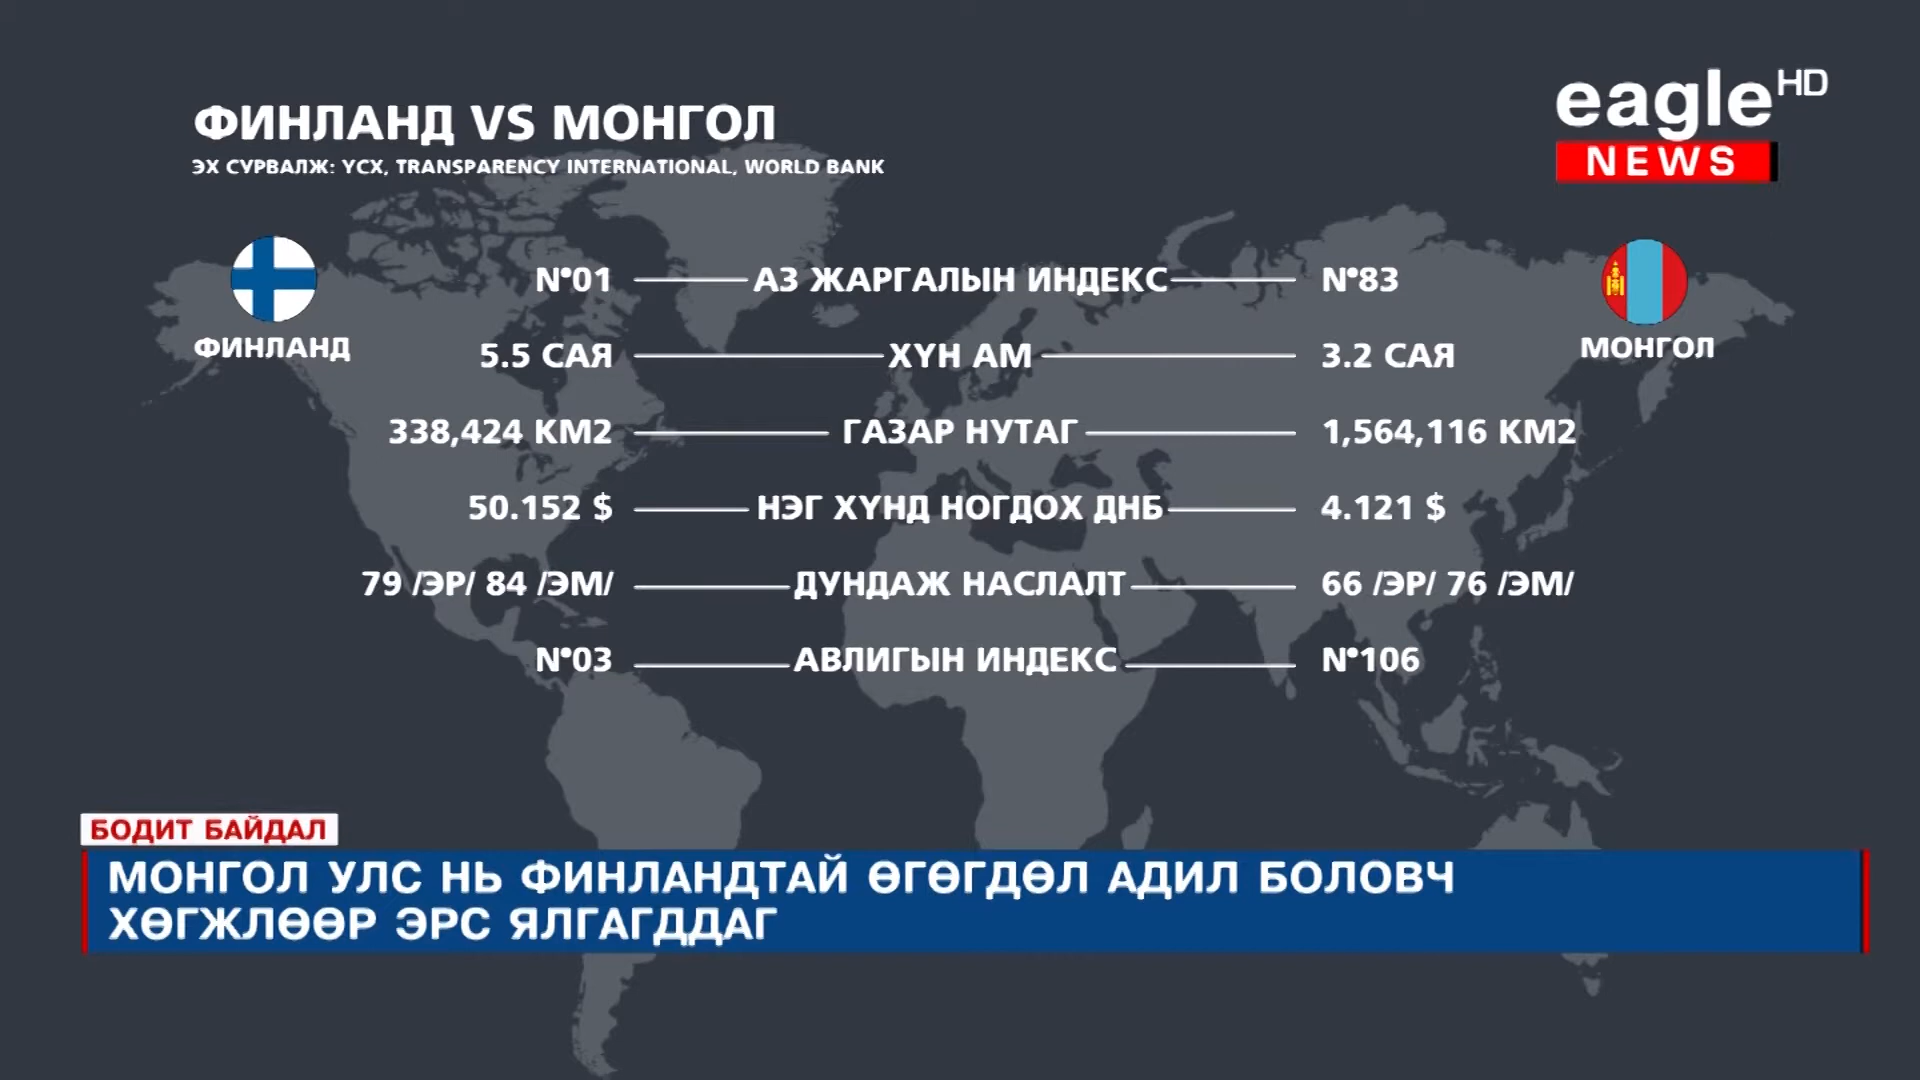 ФИНЛАНД VS МОНГОЛ
ЭХ СУРВАЛЖ: ҮСХ, TRANSPARENCY INTERNATIONAL, WORLD BANK
eagle HD
NEWS
ФИНЛАНД
МОНГОЛ
N°01 АЗ ЖАРГАЛЫН ИНДЕКС N°83
5.5 САЯ ХҮН АМ 3.2 САЯ
338,424 КМ2 ГАЗАР НУТАГ 1,564,116 КМ2
50.152 $ НЭГ ХҮНД НОГДОХ ДНБ 4.121 $
79 /ЭР/ 84 /ЭМ/ ДУНДАЖ НАСЛАЛТ 66 /ЭР/ 76 /ЭМ/
N°03 АВЛИГЫН ИНДЕКС N°106
БОДИТ БАЙДАЛ
МОНГОЛ УЛС НЬ ФИНЛАНДТАЙ ӨГӨГДӨЛ АДИЛ БОЛОВЧ
ХӨГЖЛӨӨР ЭРС ЯЛГАГДДАГ